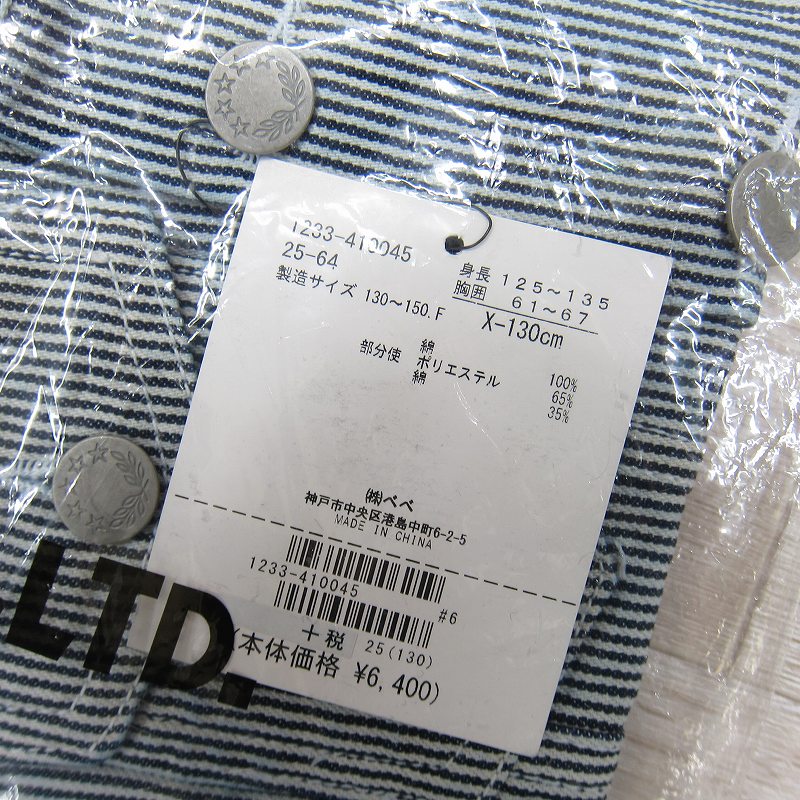 1233-410045
25-64
製造サイズ 130～150.F
身長 125～135
胸囲 61～67
X-130cm
綿 100%
部分使 ポリエステル 65%
綿 35%
㈱べべ
神戸市中央区港島中町6-2-5
MADE IN CHINA
1233-410045
#6
+税 25(130)
(本体価格 ¥6,400)
LTD.